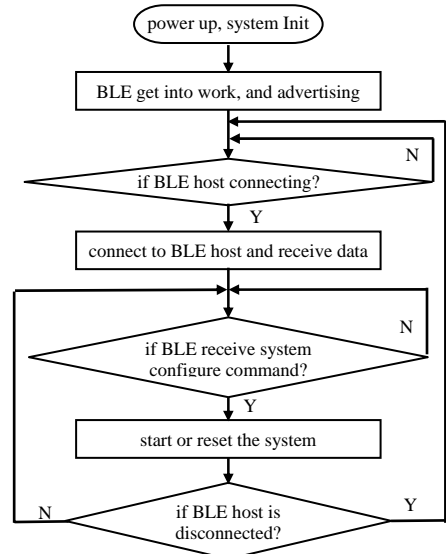 power up, system Init
BLE get into work, and advertising
N
if BLE host connecting?
Y
connect to BLE host and receive data
N
if BLE receive system
configure command?
Y
start or reset the system
N
if BLE host is
Y
disconnected?